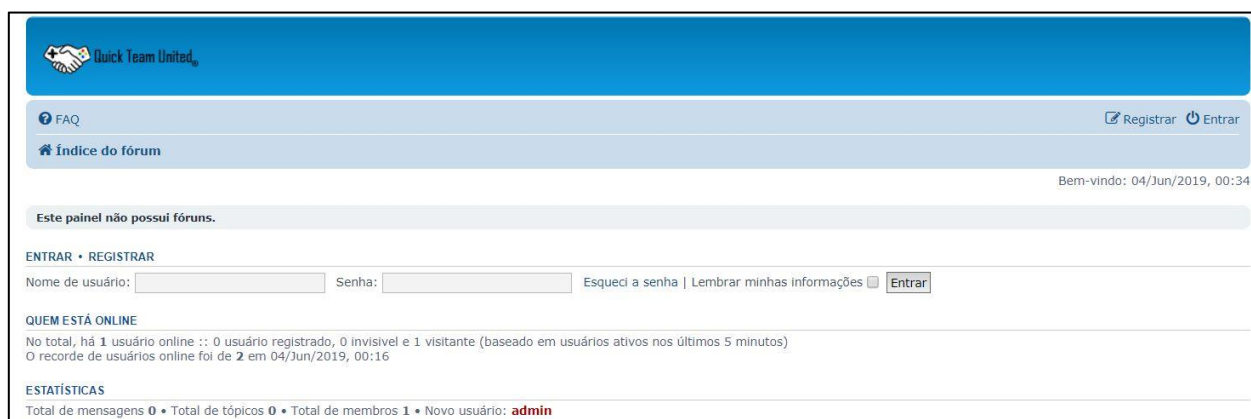 Quick Team United®
FAQ
Registrar Entrar
Índice do fórum
Bem-vindo: 04/Jun/2019, 00:34
Este painel não possui fóruns.
ENTRAR • REGISTRAR
Nome de usuário: Senha: Esqueci a senha | Lembrar minhas informações Entrar
QUEM ESTÁ ONLINE
No total, há 1 usuário online :: 0 usuário registrado, 0 invisivel e 1 visitante (baseado em usuários ativos nos últimos 5 minutos)
O recorde de usuários online foi de 2 em 04/Jun/2019, 00:16
ESTATÍSTICAS
Total de mensagens 0 • Total de tópicos 0 • Total de membros 1 • Novo usuário: admin